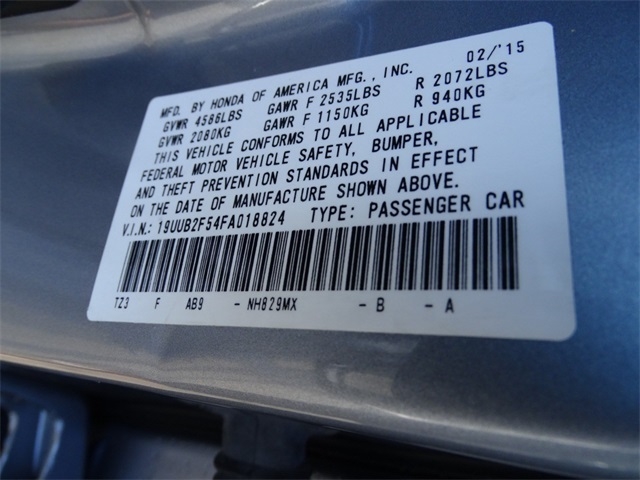 MFD. BY HONDA OF AMERICA MFG., INC. 02/'15
GVWR 4586LBS GAWR F 2535LBS R 2072LBS
GVWR 2080KG GAWR F 1150KG R 940KG
THIS VEHICLE CONFORMS TO ALL APPLICABLE
FEDERAL MOTOR VEHICLE SAFETY, BUMPER,
AND THEFT PREVENTION STANDARDS IN EFFECT
ON THE DATE OF MANUFACTURE SHOWN ABOVE.
V.I.N.: 19UUB2F54FA018824 TYPE: PASSENGER CAR
TZ3 F AB9 - NH829MX - B - A